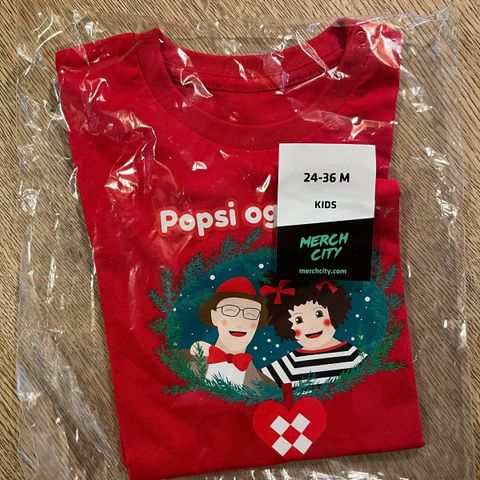 Popsi og
24-36 M
KIDS
MERCH
CITY
merchcity.com